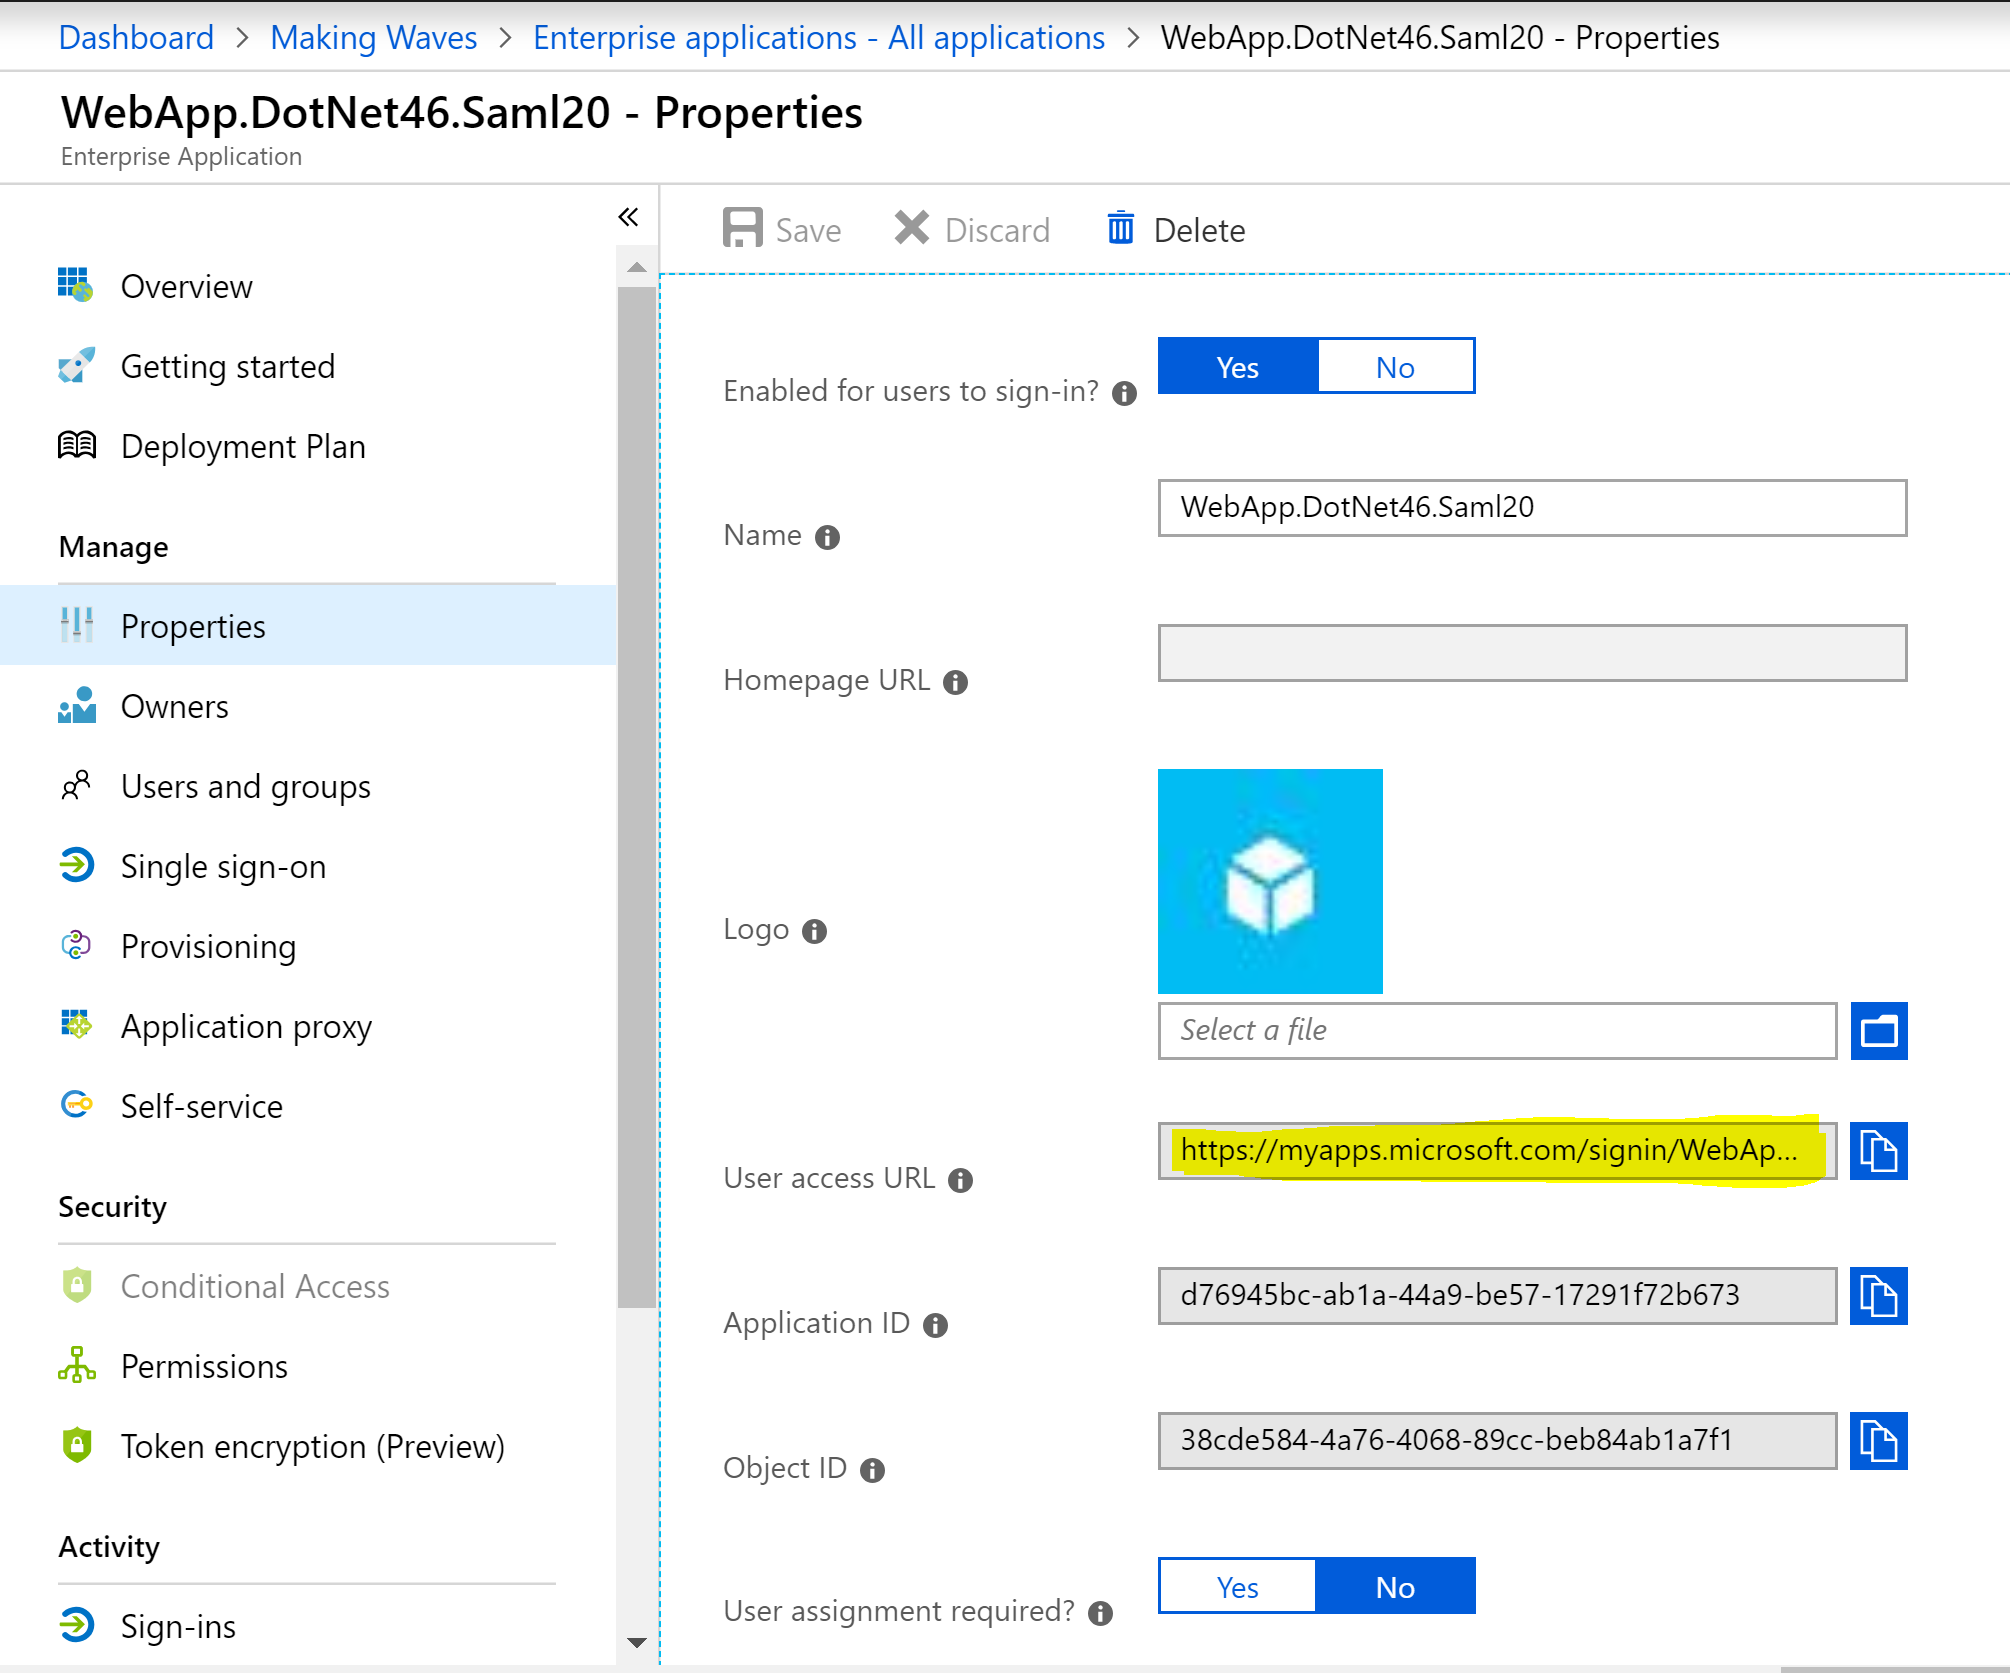 Dashboard > Making Waves > Enterprise applications - All applications > WebApp.DotNet46.Saml20 - Properties
WebApp.DotNet46.Saml20 - Properties
Enterprise Application
«
Overview
Getting started
Deployment Plan
Manage
Properties
Owners
Users and groups
Single sign-on
Provisioning
Application proxy
Self-service
Security
Conditional Access
Permissions
Token encryption (Preview)
Activity
Sign-ins
Save Discard Delete
Enabled for users to sign-in? Yes No
Name WebApp.DotNet46.Saml20
Homepage URL
Logo
Select a file
User access URL https://myapps.microsoft.com/signin/WebAp...
Application ID d76945bc-ab1a-44a9-be57-17291f72b673
Object ID 38cde584-4a76-4068-89cc-beb84ab1a7f1
User assignment required? Yes No